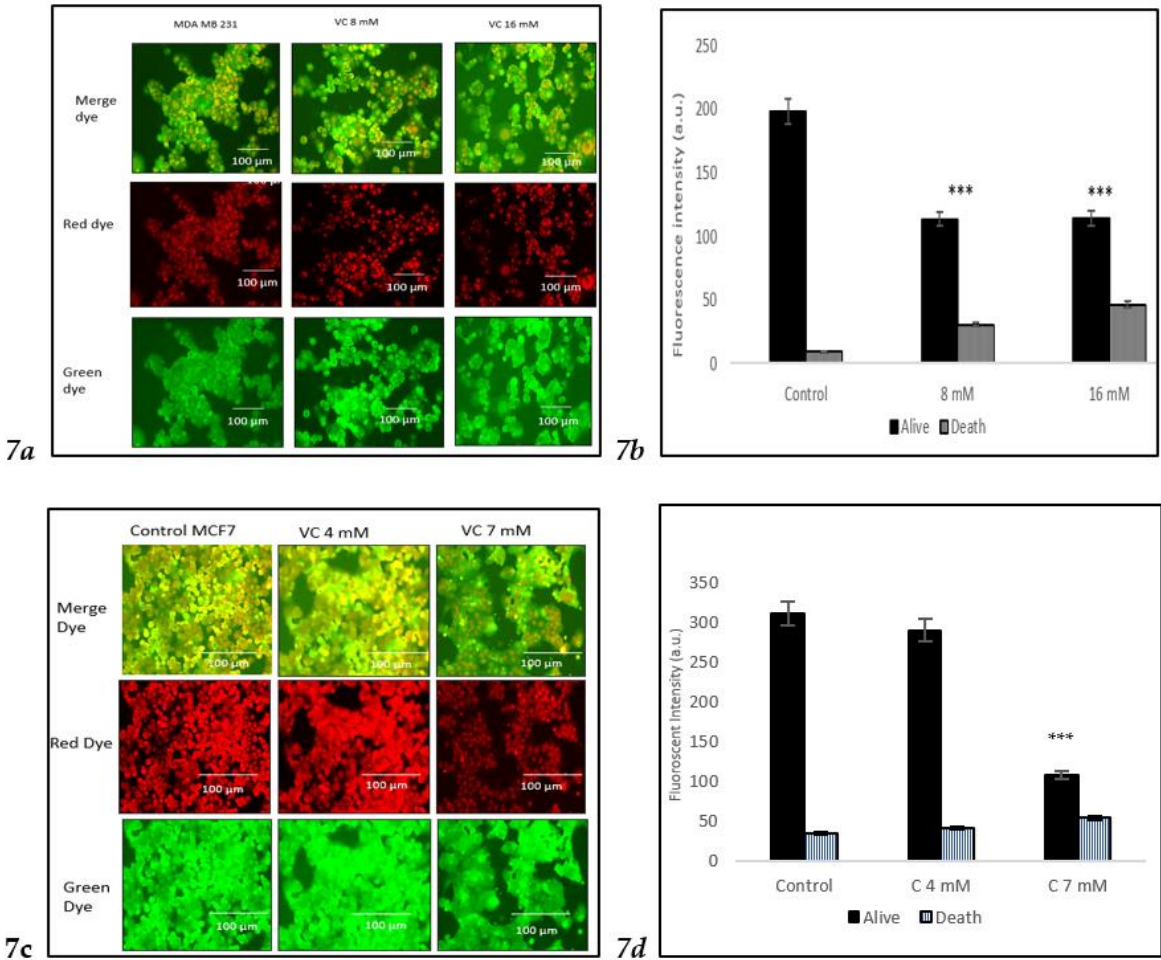 MDA MB 231 VC 8 mM VC 16 mM
Merge
dye
100 µm 100 µm 100 µm
Red dye
100 µm 100 µm 100 µm
Green
dye
100 µm 100 µm 100 µm
7a
Fluorescence intensity (a.u.)
250
200
150
100
50
0
***
***
Control 8 mM 16 mM
Alive Death
7b
Control MCF7 VC 4 mM VC 7 mM
Merge
Dye
100 µm 100 µm 100 µm
Red Dye
100 µm 100 µm 100 µm
Green
Dye
100 µm 100 µm 100 µm
7c
Fluoroscent Intensity (a.u.)
350
300
250
200
150
100
50
0
***
Control C 4 mM C 7 mM
Alive Death
7d